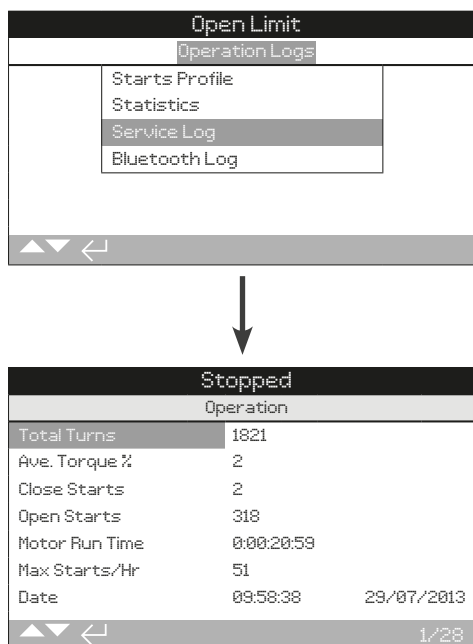 Open Limit
Operation Logs
Starts Profile
Statistics
Service Log
Bluetooth Log
Stopped
Operation
Total Turns 1821
Ave. Torque % 2
Close Starts 2
Open Starts 318
Motor Run Time 0:00:20:59
Max Starts/Hr 51
Date 09:58:38 29/07/2013
1/28